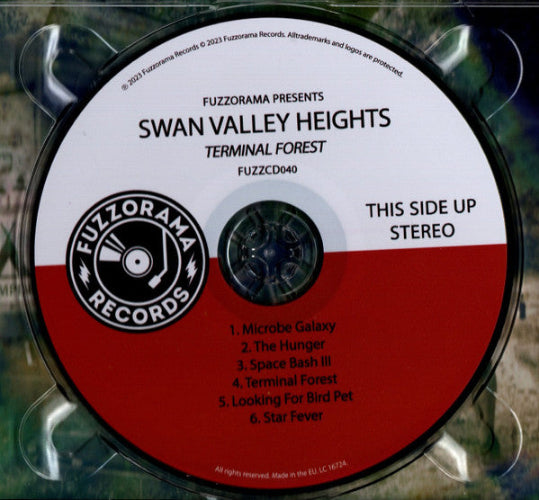 ℗ 2023 Fuzzorama Records © 2023 Fuzzorama Records. Alltrademarks and logos are protected.
FUZZORAMA PRESENTS
SWAN VALLEY HEIGHTS
TERMINAL FOREST
FUZZCD040
THIS SIDE UP
STEREO
FUZZORAMA
RECORDS
1. Microbe Galaxy
2. The Hunger
3. Space Bash III
4. Terminal Forest
5. Looking For Bird Pet
6. Star Fever
All rights reserved. Made in the EU. LC 16724.